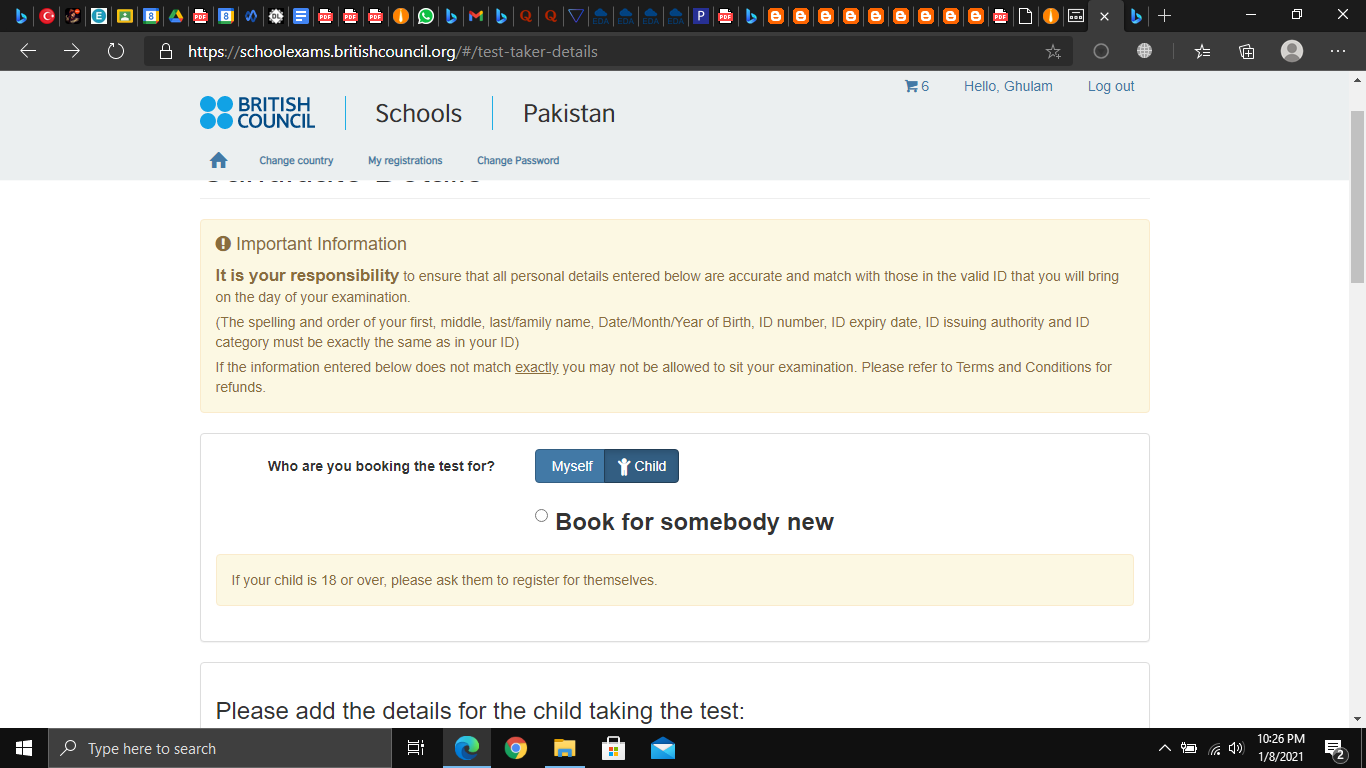 https://schoolexams.britishcouncil.org/#/test-taker-details
6 Hello, Ghulam Log out
BRITISH COUNCIL Schools Pakistan
Change country My registrations Change Password
Candidate Details
Important Information
It is your responsibility to ensure that all personal details entered below are accurate and match with those in the valid ID that you will bring
on the day of your examination.
(The spelling and order of your first, middle, last/family name, Date/Month/Year of Birth, ID number, ID expiry date, ID issuing authority and ID
category must be exactly the same as in your ID)
If the information entered below does not match exactly you may not be allowed to sit your examination. Please refer to Terms and Conditions for
refunds.
Who are you booking the test for? Myself Child
Book for somebody new
If your child is 18 or over, please ask them to register for themselves.
Please add the details for the child taking the test:
Type here to search
10:26 PM
1/8/2021
2